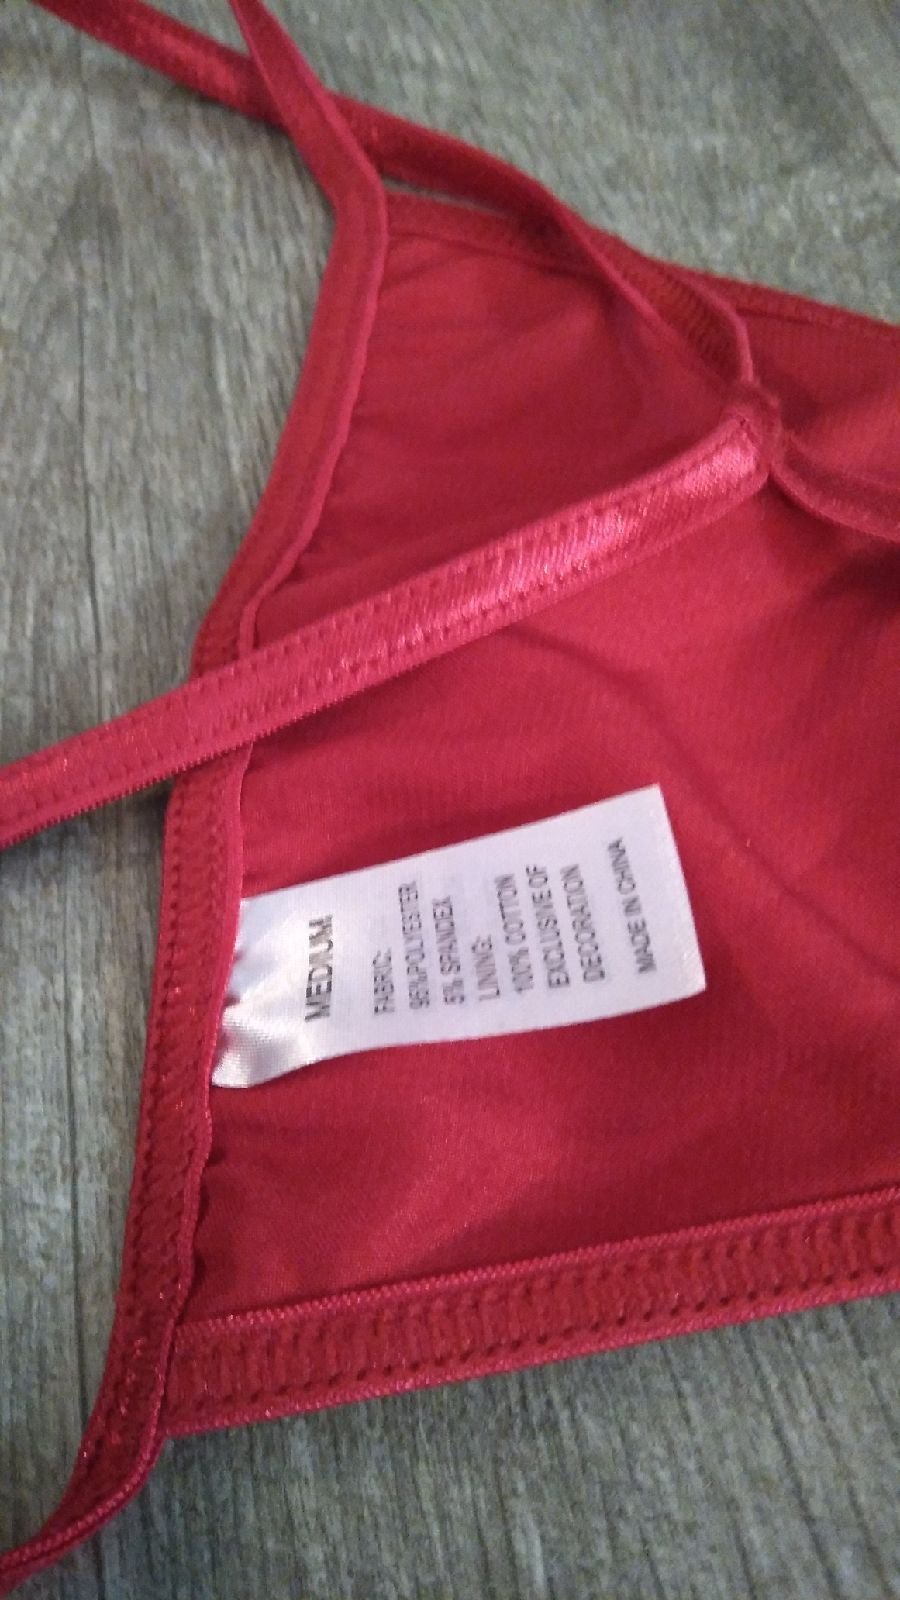 MEDIUM
FABRIC:
95%POLYESTER
5% SPANDEX
LINING:
100% COTTON
EXCLUSIVE OF
DECORATION
MADE IN CHINA